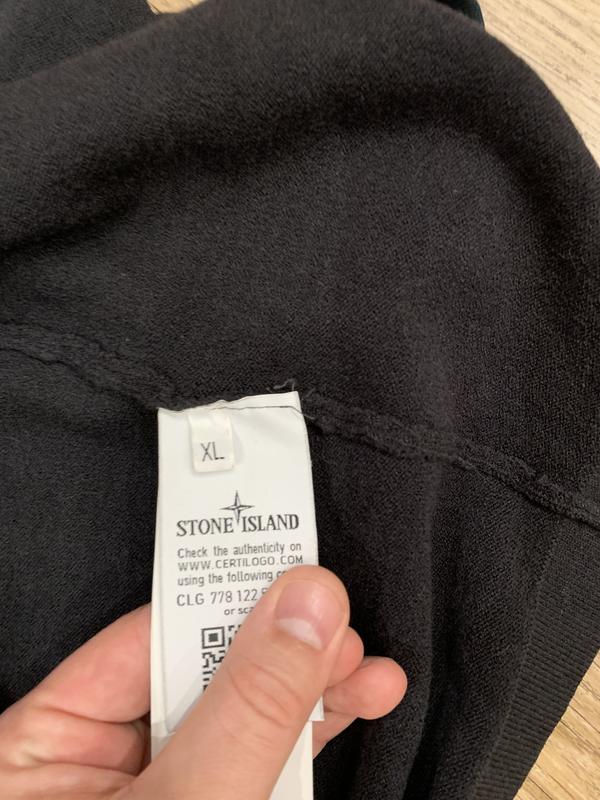 XL
STONE ISLAND
Check the authenticity on
WWW.CERTILOGO.COM
using the following
CLG 778 122
or